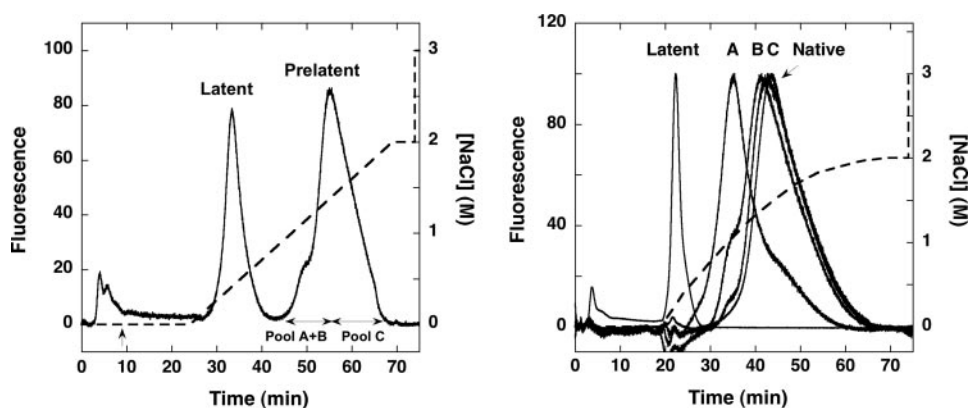 100
80
60
40
20
0
Fluorescence
Latent
Prelatent
Pool A+B
Pool C
3
2
1
0
[NaCl] (M)
0 10 20 30 40 50 60 70
Time (min)
120
80
40
0
Fluorescence
Latent A B C Native
3
2
1
0
[NaCl] (M)
0 10 20 30 40 50 60 70
Time (min)